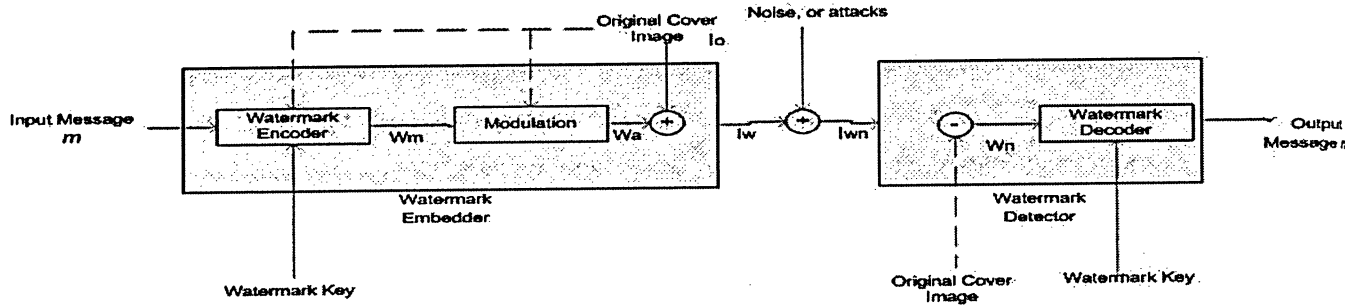 Original Cover
Image Io
Noise, or attacks
Input Message
m
Watermark
Encoder
Wm
Modulation
Wa
+
Iw
+
Iwn
-
Wn
Watermark
Decoder
Output
Message
Watermark
Embedder
Watermark
Detector
Watermark Key
Original Cover
Image
Watermark Key